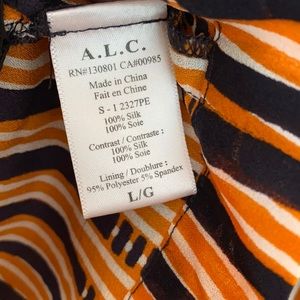 A.L.C.
RN#130801 CA#00985
Made in China
Fait en Chine
S - 1 2327PE
100% Silk
100% Soie
Contrast / Contraste :
100% Silk
100% Soie
Lining / Doublure :
95% Polyester 5% Spandex
L/G